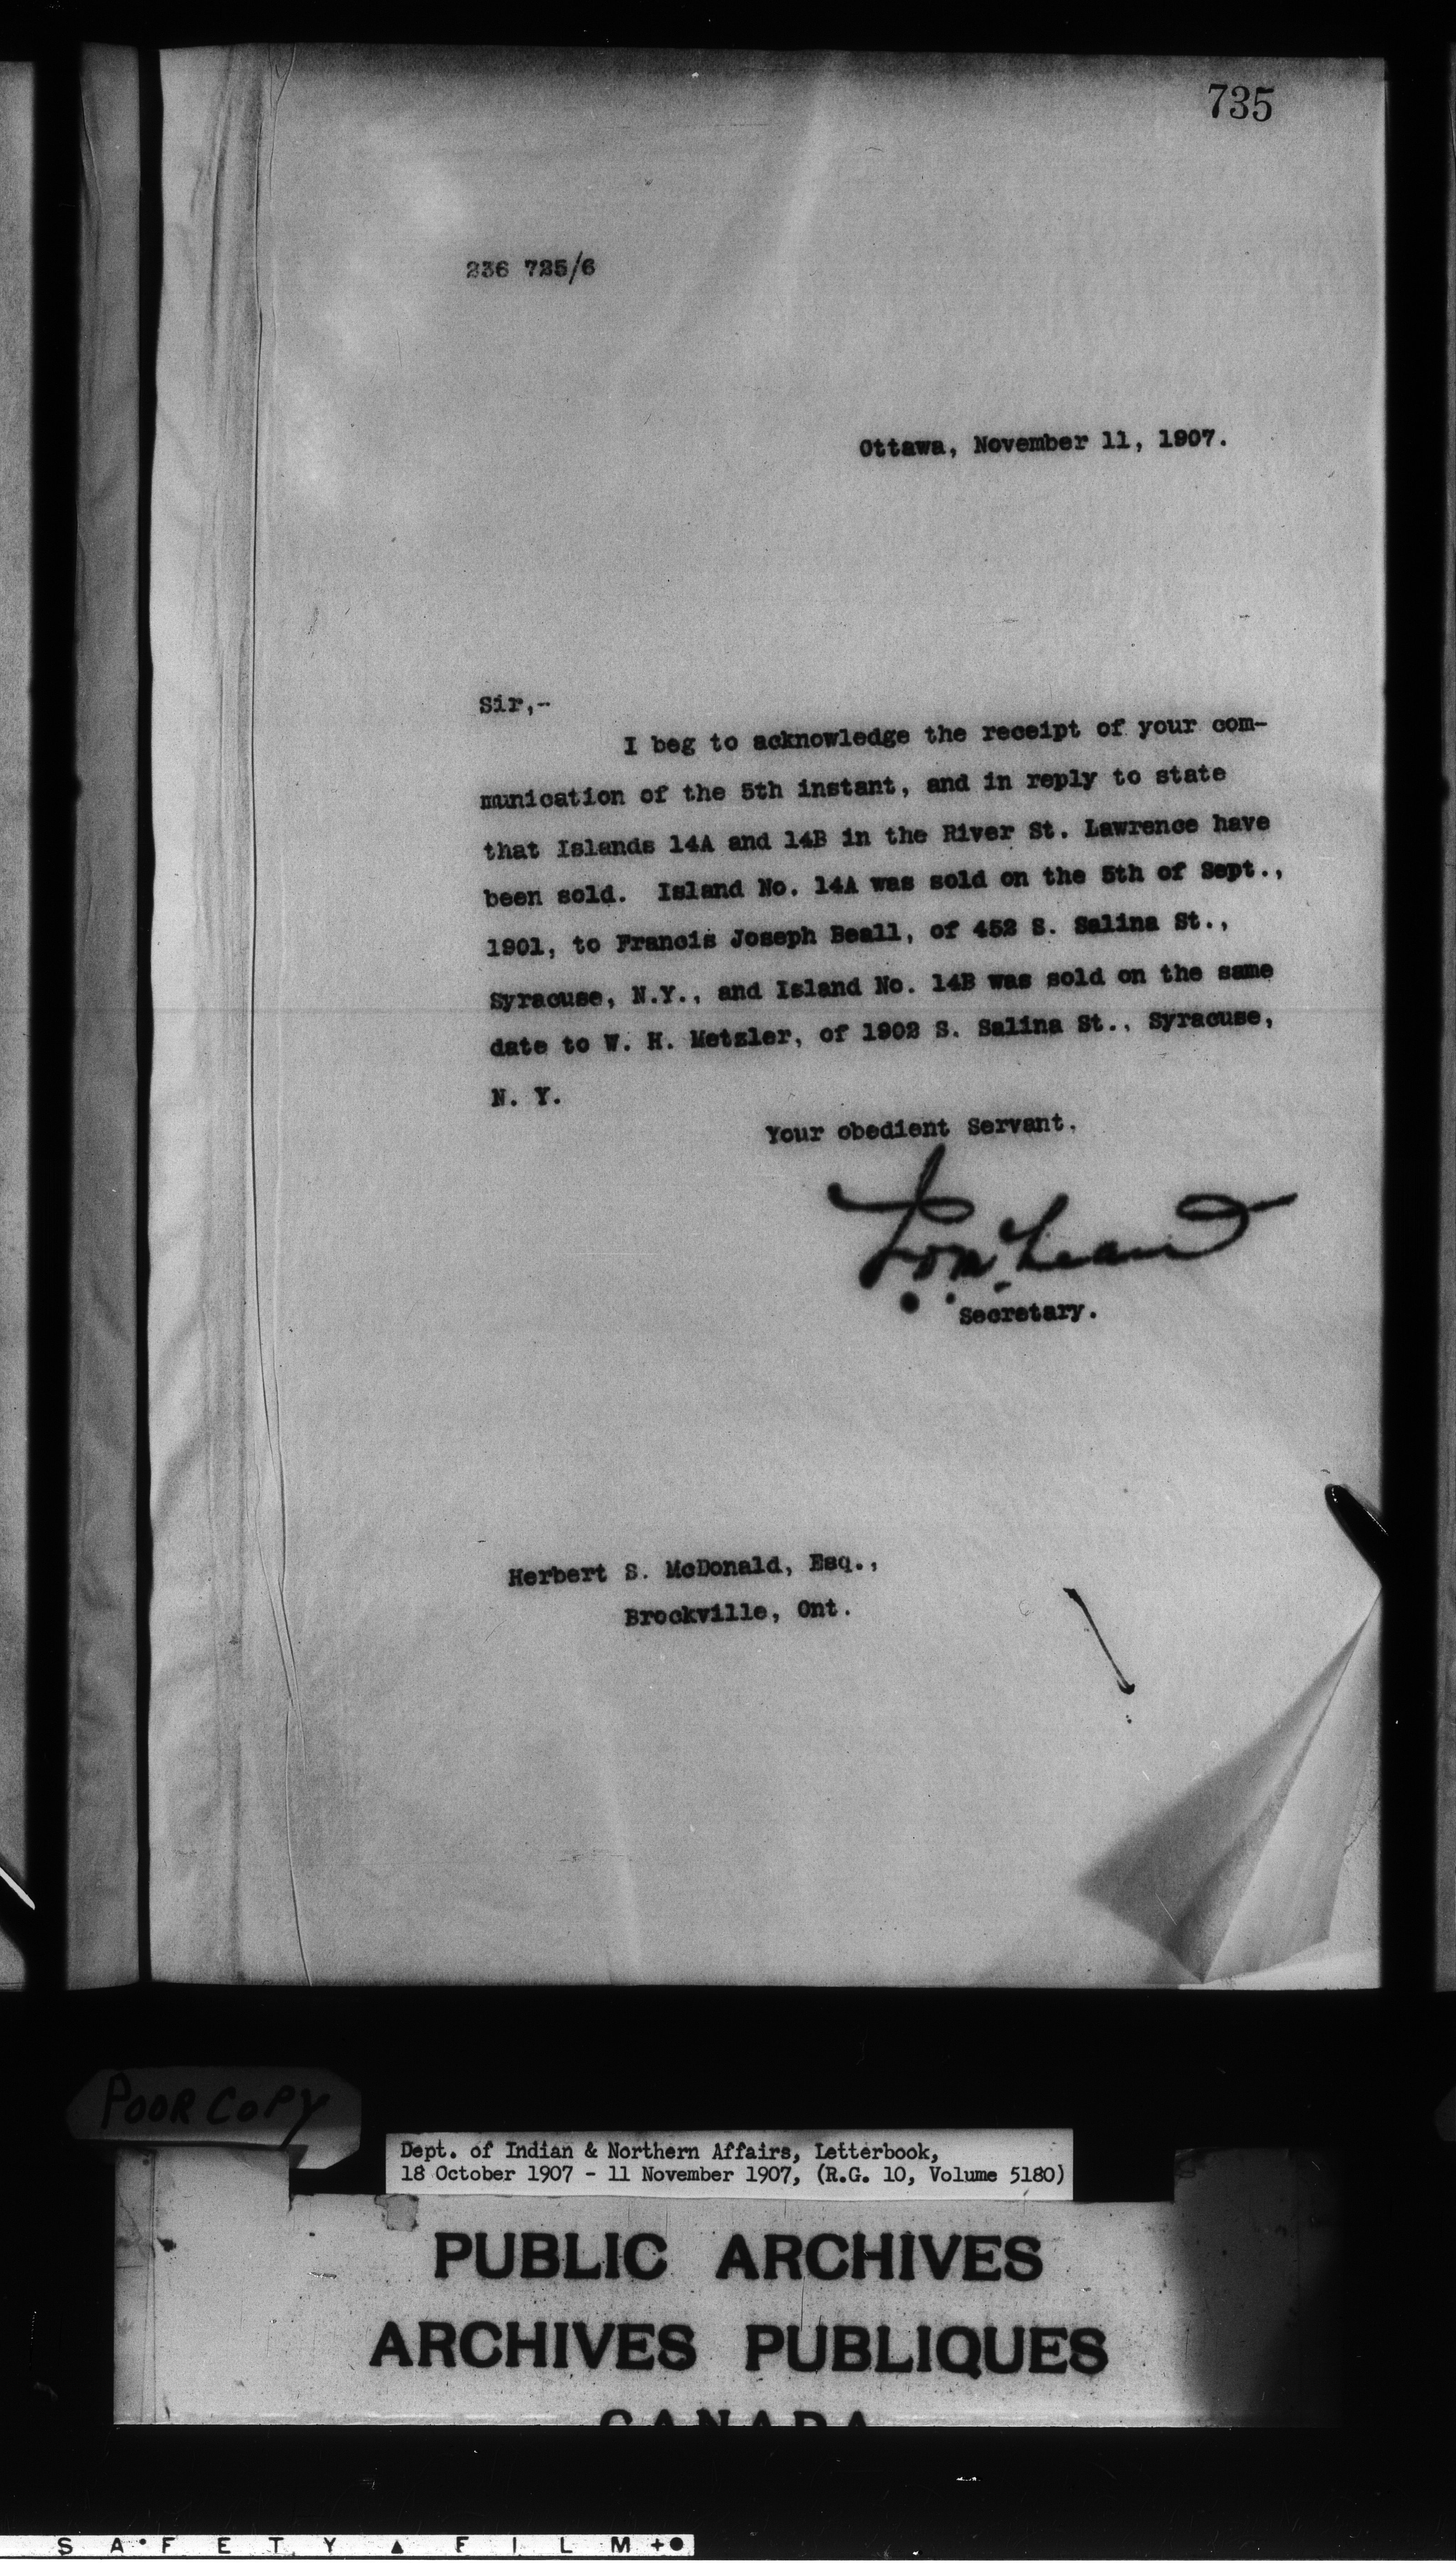 735
236 725/6
Ottawa, November 11, 1907.
Sir,-
I beg to acknowledge the receipt of your com-
munication of the 5th instant, and in reply to state
that Islands 14A and 14B in the River St. Lawrence have
been sold. Island No. 14A was sold on the 5th of Sept.,
1901, to Francis Joseph Beall, of 452 S. Salina St.,
Syracuse, N.Y., and Island No. 14B was sold on the same
date to W. H. Metzler, of 1902 S. Salina St., Syracuse,
N. Y.
Your obedient Servant.
Secretary.
Herbert S. McDonald, Esq.,
Brockville, Ont.
POOR COPY
Dept. of Indian & Northern Affairs, Letterbook,
18 October 1907 - 11 November 1907, (R.G. 10, Volume 5180)
PUBLIC ARCHIVES
ARCHIVES PUBLIQUES
CANADA
SAFETY FILM